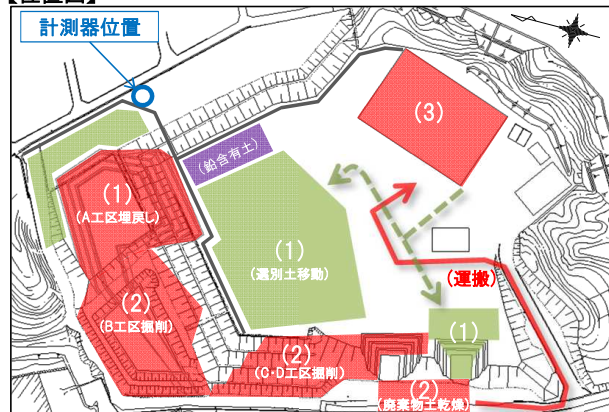 【位置図】
計測器位置
(3)
(鉛含有土)
(1)
(A工区埋戻し)
(1)
(選別土移動)
(運搬)
(2)
(B工区掘削)
(2)
(C・D工区掘削)
(1)
(2)
(廃棄物土乾燥)